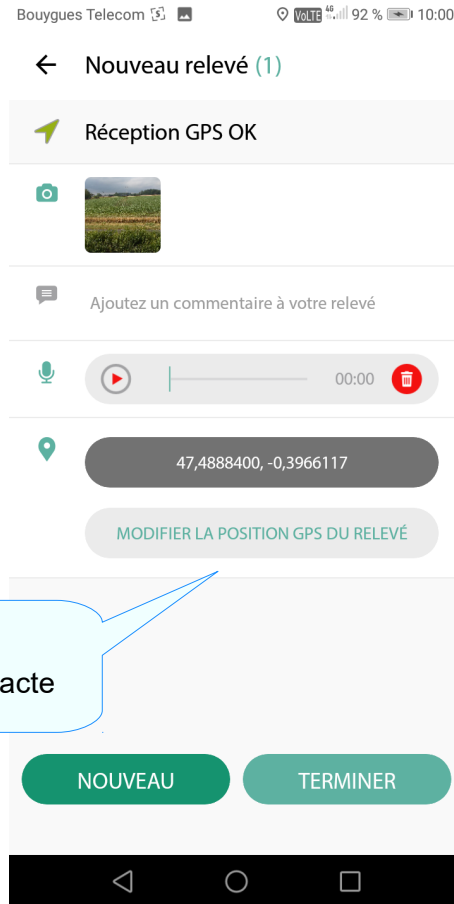 Bouygues Telecom VoLTE 4G 92 % 10:00
Nouveau relevé (1)
Réception GPS OK
Ajoutez un commentaire à votre relevé
00:00
47,4888400, -0,3966117
MODIFIER LA POSITION GPS DU RELEVÉ
acte
NOUVEAU
TERMINER